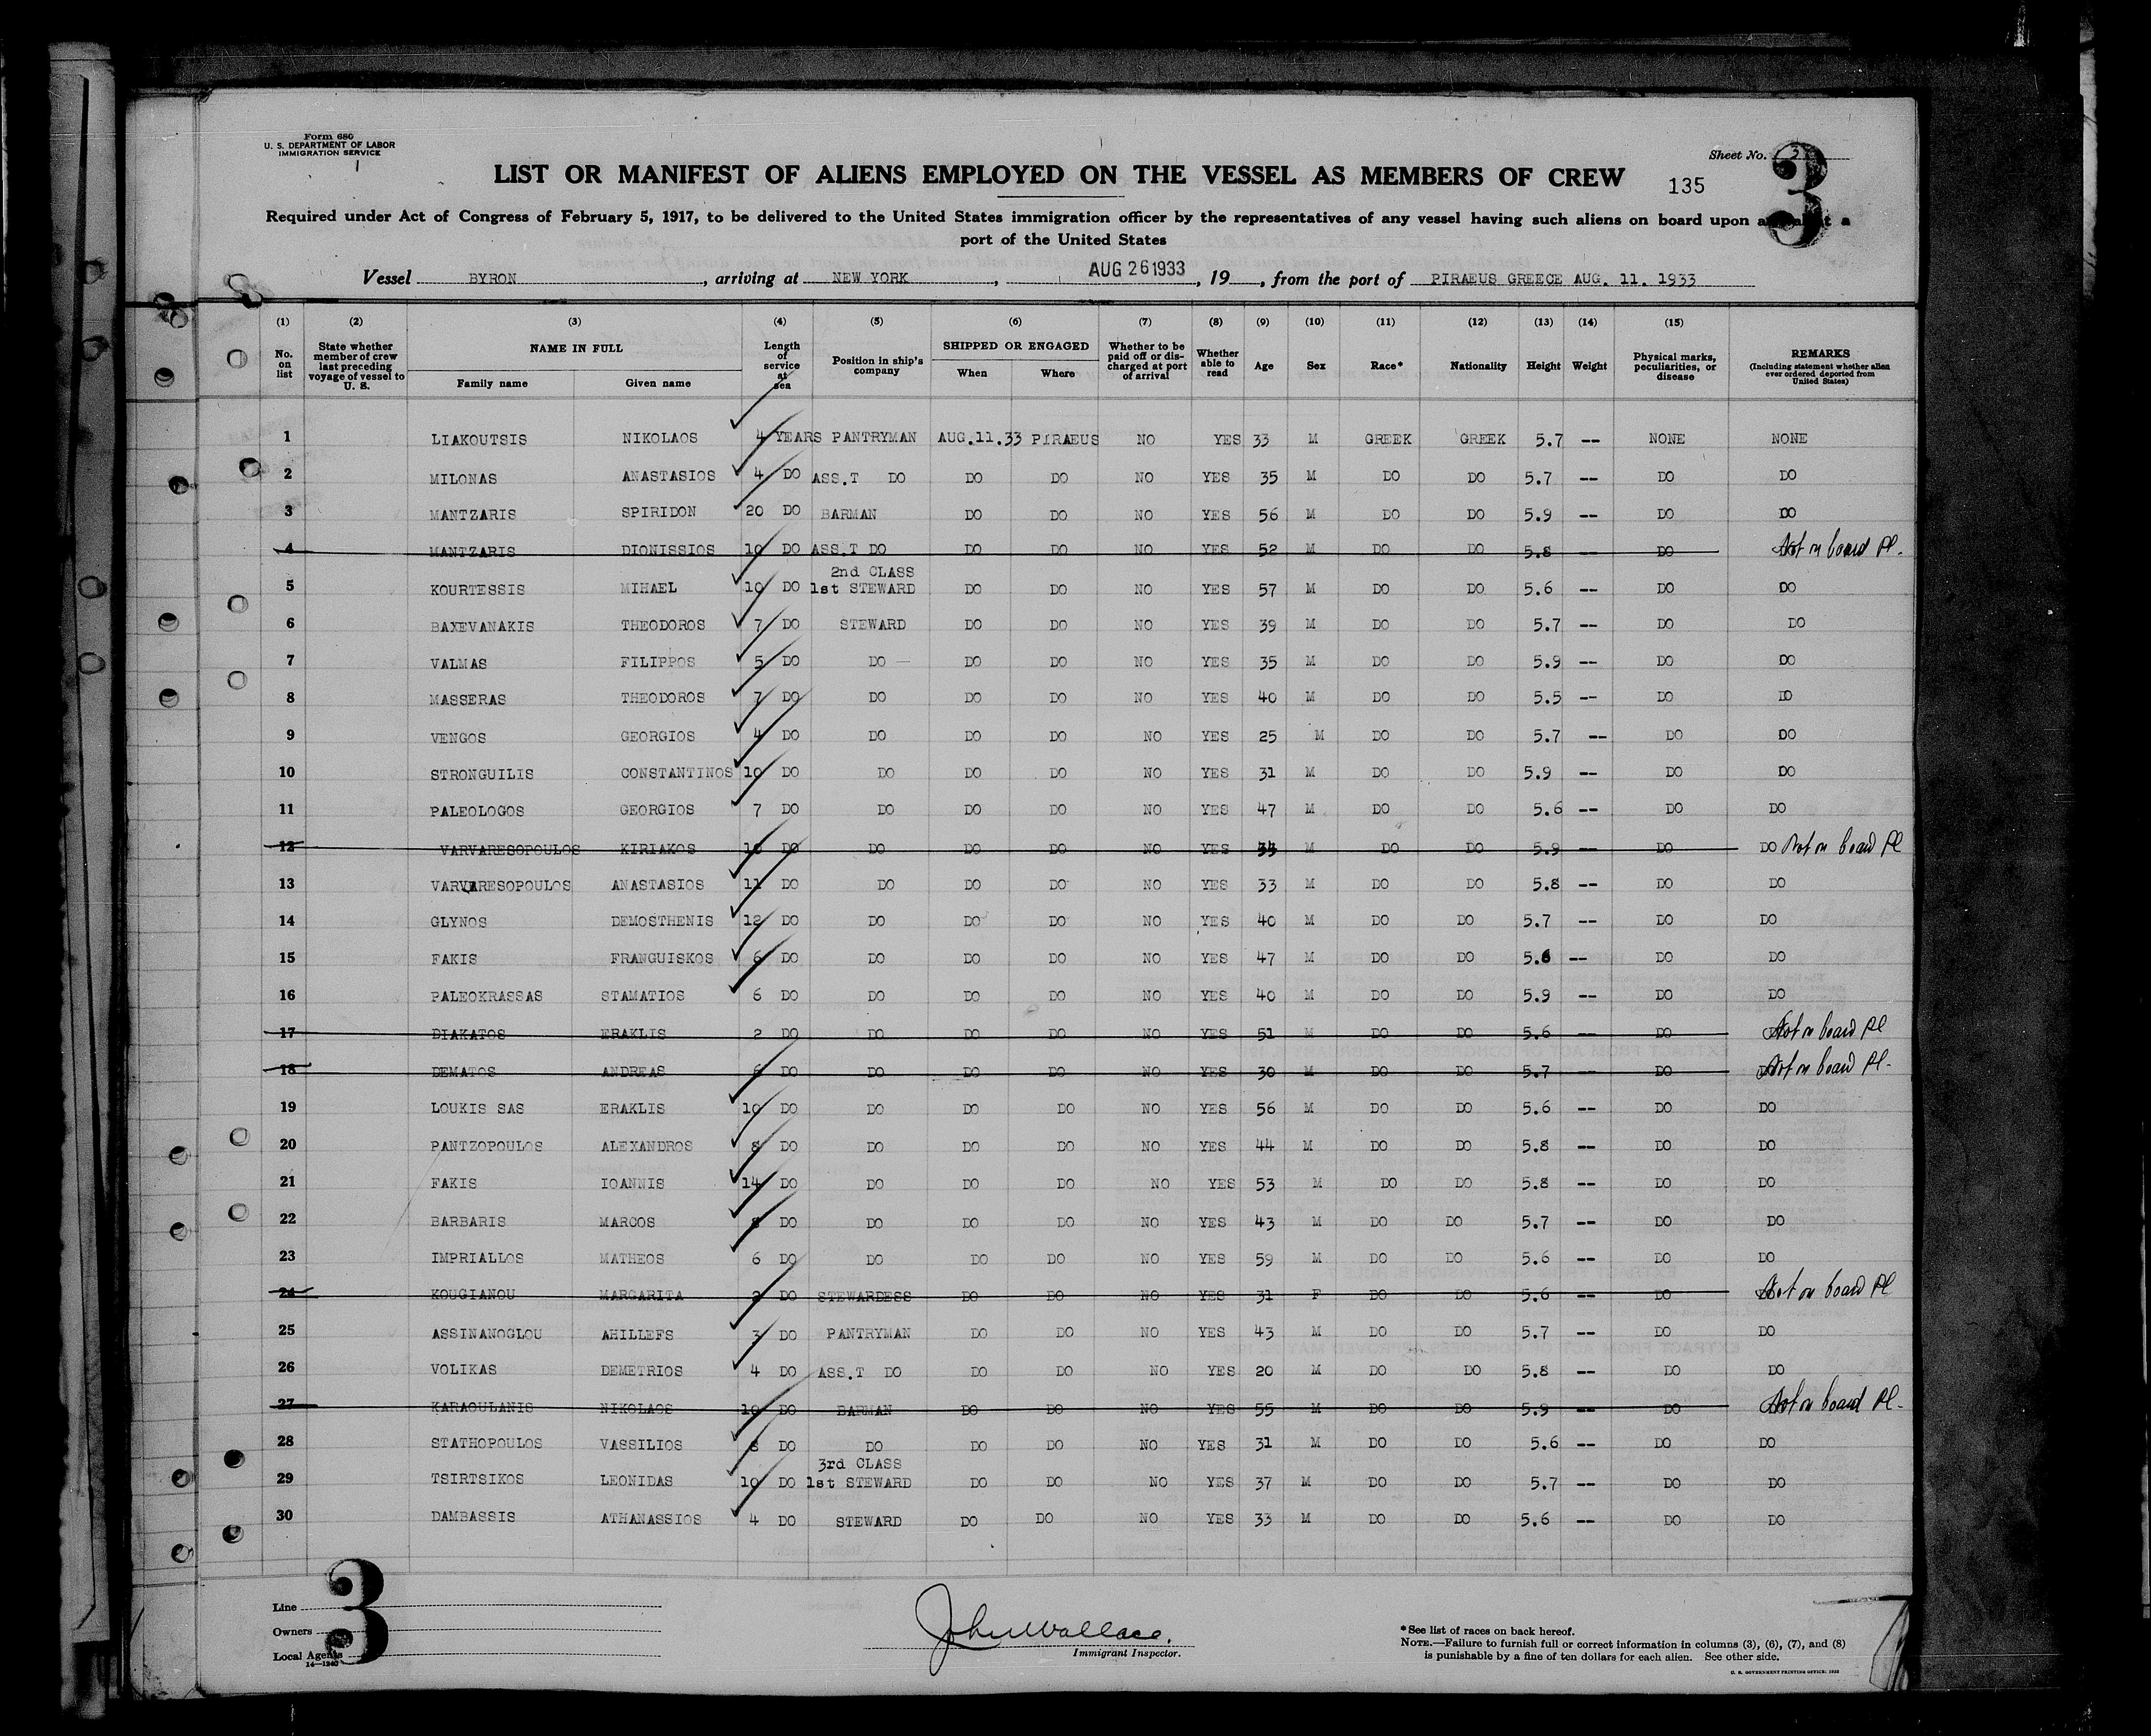 Form 680
U. S. DEPARTMENT OF LABOR
IMMIGRATION SERVICE
Sheet No. 3
3
LIST OR MANIFEST OF ALIENS EMPLOYED ON THE VESSEL AS MEMBERS OF CREW
135
Required under Act of Congress of February 5, 1917, to be delivered to the United States immigration officer by the representatives of any vessel having such aliens on board upon arrival at a
port of the United States
Vessel BYRON, arriving at NEW YORK, AUG 26 1933, 19, from the port of PIRAEUS GREECE AUG. 11. 1933
(1) (2) (3) (4) (5) (6) (7) (8) (9) (10) (11) (12) (13) (14) (15)
No. on list
State whether member of crew last preceding voyage of vessel to U. S.
NAME IN FULL
Family name
Given name
Length of service at sea
Position in ship's company
SHIPPED OR ENGAGED
When
Where
Whether to be paid off or discharged at port of arrival
Whether able to read
Age
Sex
Race*
Nationality
Height
Weight
Physical marks, peculiarities, or disease
REMARKS
(Including statement whether alien ever ordered deported from United States)
1 LIAKOUTSIS NIKOLAOS 4 YEARS PANTRYMAN AUG.11.33 PIRAEUS NO YES 33 M GREEK GREEK 5.7 -- NONE NONE
2 MILONAS ANASTASIOS 4 DO ASS.T DO DO DO NO YES 35 M DO DO 5.7 -- DO DO
3 MANTZARIS SPIRIDON 20 DO BARMAN DO DO NO YES 56 M DO DO 5.9 -- DO DO
4 MANTZARIS DIONISSIOS 10 DO ASS.T DO DO DO NO YES 52 M DO DO 5.8 -- DO Not on board Pl.
2nd CLASS
5 KOURTESSIS MIHAEL 10 DO 1st STEWARD DO DO NO YES 57 M DO DO 5.6 -- DO DO
6 BAXEVANAKIS THEODOROS 7 DO STEWARD DO DO NO YES 39 M DO DO 5.7 -- DO DO
7 VALMAS FILIPPOS 5 DO DO DO DO NO YES 35 M DO DO 5.9 -- DO DO
8 MASSERAS THEODOROS 7 DO DO DO DO NO YES 40 M DO DO 5.5 -- DO DO
9 VENGOS GEORGIOS 4 DO DO DO DO NO YES 25 M DO DO 5.7 -- DO DO
10 STRONGUILIS CONSTANTINOS 10 DO DO DO DO NO YES 31 M DO DO 5.9 -- DO DO
11 PALEOLOGOS GEORGIOS 7 DO DO DO DO NO YES 47 M DO DO 5.6 -- DO DO
12 VARVARESOPOULOS KIRIAKOS DO DO DO DO NO YES M DO DO 5.9 -- DO DO Not on board Pl
13 VARVARESOPOULOS ANASTASIOS 11 DO DO DO DO NO YES 33 M DO DO 5.8 -- DO DO
14 GLYNOS DEMOSTHENIS 12 DO DO DO DO NO YES 40 M DO DO 5.7 -- DO DO
15 FAKIS FRANGUISKOS 6 DO DO DO DO NO YES 47 M DO DO 5.6 -- DO DO
16 PALEOKRASSAS STAMATIOS 6 DO DO DO DO NO YES 40 M DO DO 5.9 -- DO DO
17 DIAKATOS ERAKLIS 2 DO DO DO DO NO YES 51 M DO DO 5.6 -- DO Not on board Pl
18 DEMATOS ANDREAS 6 DO DO DO DO NO YES 30 M DO DO 5.7 -- DO Not on board Pl.
19 LOUKIS SAS ERAKLIS 10 DO DO DO DO NO YES 56 M DO DO 5.6 -- DO DO
20 PANTZOPOULOS ALEXANDROS 8 DO DO DO DO NO YES 44 M DO DO 5.8 -- DO DO
21 FAKIS IOANNIS 14 DO DO DO DO NO YES 53 M DO DO 5.8 -- DO DO
22 BARBARIS MARCOS 8 DO DO DO DO NO YES 43 M DO DO 5.7 -- DO DO
23 IMPRIALLOS MATHEOS 6 DO DO DO DO NO YES 59 M DO DO 5.6 -- DO DO
24 KOUGIANOU MARGARITA 2 DO STEWARDESS DO DO NO YES 31 F DO DO 5.6 -- DO Not on board Pl
25 ASSINANOGLOU AHILLEFS 3 DO PANTRYMAN DO DO NO YES 43 M DO DO 5.7 -- DO DO
26 VOLIKAS DEMETRIOS 4 DO ASS.T DO DO DO NO YES 20 M DO DO 5.8 -- DO DO
27 KARAOULANIS NIKOLAOS 10 DO BARMAN DO DO NO YES 55 M DO DO 5.9 -- DO Not on board Pl.
28 STATHOPOULOS VASSILIOS 8 DO DO DO DO NO YES 31 M DO DO 5.6 -- DO DO
3rd CLASS
29 TSIRTSIKOS LEONIDAS 10 DO 1st STEWARD DO DO NO YES 37 M DO DO 5.7 -- DO DO
30 DAMBASSIS ATHANASSIOS 4 DO STEWARD DO DO NO YES 33 M DO DO 5.6 -- DO DO
3
Line
Owners
Local Agents
14—1240
John Wallace.
Immigrant Inspector.
*See list of races on back hereof.
NOTE.—Failure to furnish full or correct information in columns (3), (6), (7), and (8)
is punishable by a fine of ten dollars for each alien. See other side.
U. S. GOVERNMENT PRINTING OFFICE: 1932